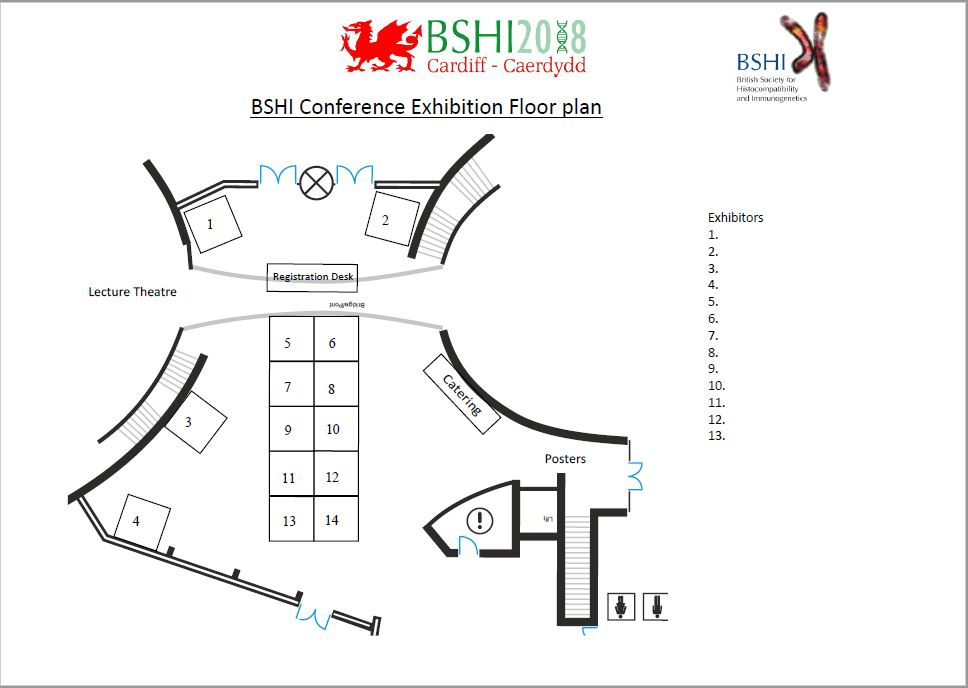 BSHI2018
Cardiff - Caerdydd
BSHI
British Society for
Histocompatibility
and Immunogenetics
BSHI Conference Exhibition Floor plan
1
2
Registration Desk
Lecture Theatre
Bridge/Pont
5
6
7
8
9
10
11
12
13
14
3
4
Catering
Posters
Lift
Exhibitors
1.
2.
3.
4.
5.
6.
7.
8.
9.
10.
11.
12.
13.